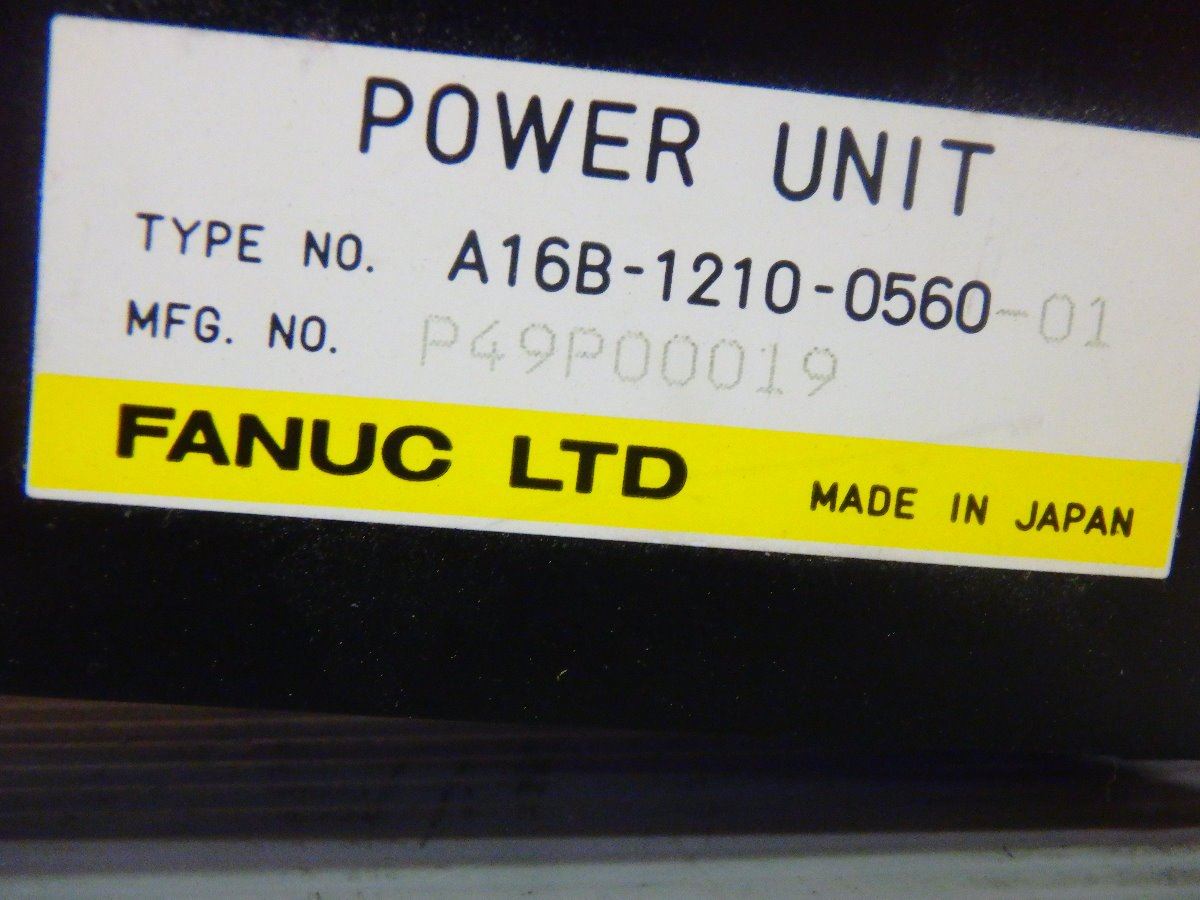 POWER UNIT
TYPE NO. A16B-1210-0560-01
MFG. NO. P49P00019
FANUC LTD MADE IN JAPAN